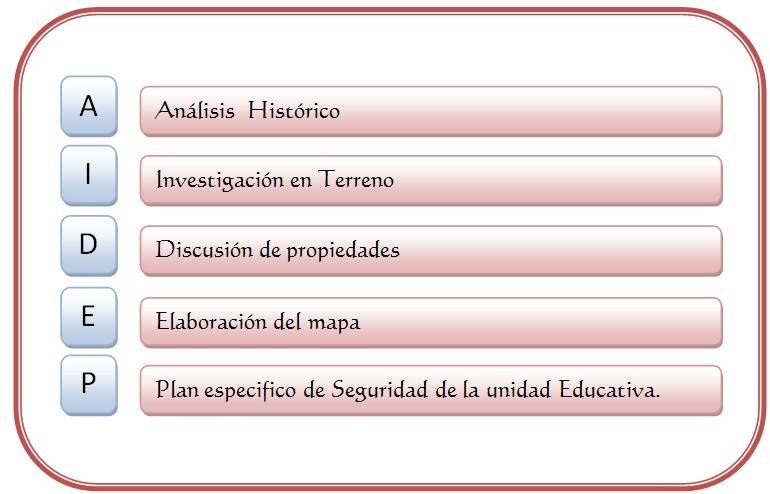 A Análisis Histórico
I Investigación en Terreno
D Discusión de propiedades
E Elaboración del mapa
P Plan especifico de Seguridad de la unidad Educativa.